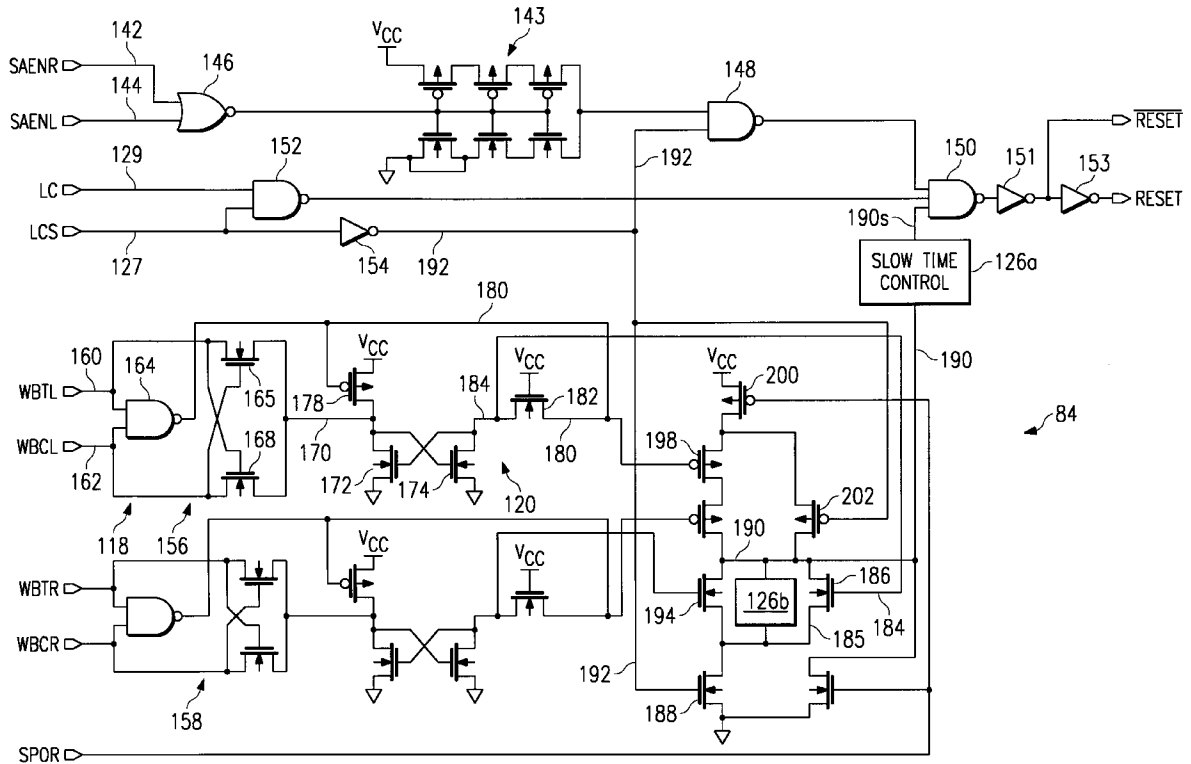 142
SAENR
146
144
SAENL
VCC
143
148
RESET
129
152
192
150
151
153
LC
RESET
LCS
190s
127
154
192
SLOW TIME
CONTROL
126a
180
160
164
VCC
VCC
VCC
190
200
WBTL
165
178
184
182
84
WBCL
168
170
180
198
162
172
174
120
202
118
156
VCC
VCC
190
WBTR
186
194
126b
184
WBCR
185
192
158
188
SPOR